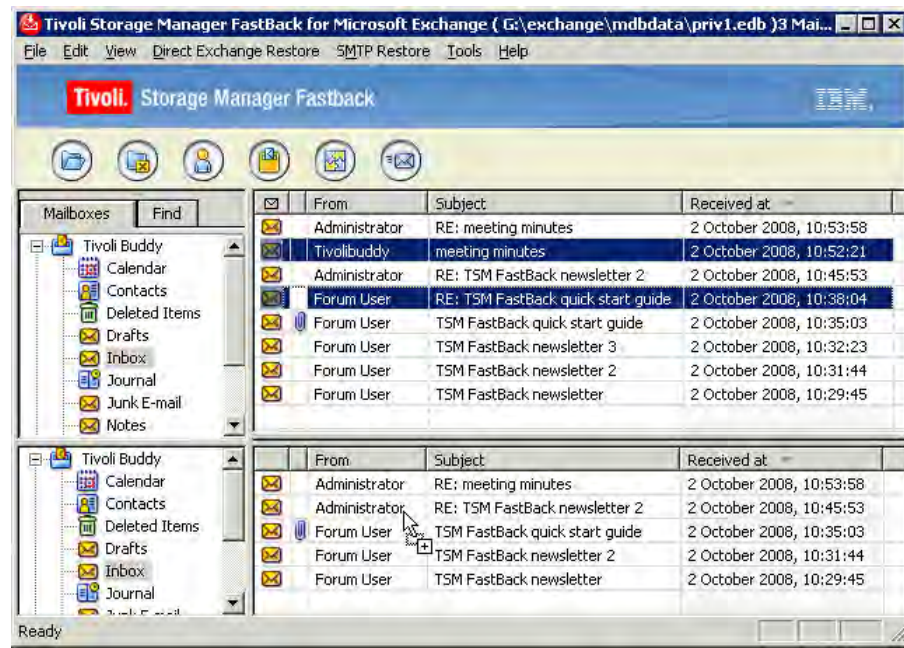 Tivoli Storage Manager FastBack for Microsoft Exchange ( G:\exchange\mdbdata\priv1.edb )3 Mai...
File Edit View Direct Exchange Restore SMTP Restore Tools Help
Tivoli. Storage Manager Fastback IBM.
Mailboxes Find
Tivoli Buddy
Calendar
Contacts
Deleted Items
Drafts
Inbox
Journal
Junk E-mail
Notes
From Subject Received at
Administrator RE: meeting minutes 2 October 2008, 10:53:58
Tivolibuddy meeting minutes 2 October 2008, 10:52:21
Administrator RE: TSM FastBack newsletter 2 2 October 2008, 10:45:53
Forum User RE: TSM FastBack quick start guide 2 October 2008, 10:38:04
Forum User TSM FastBack quick start guide 2 October 2008, 10:35:03
Forum User TSM FastBack newsletter 3 2 October 2008, 10:32:23
Forum User TSM FastBack newsletter 2 2 October 2008, 10:31:44
Forum User TSM FastBack newsletter 2 October 2008, 10:29:45
Tivoli Buddy
Calendar
Contacts
Deleted Items
Drafts
Inbox
Journal
From Subject Received at
Administrator RE: meeting minutes 2 October 2008, 10:53:58
Administrator RE: TSM FastBack newsletter 2 2 October 2008, 10:45:53
Forum User TSM FastBack quick start guide 2 October 2008, 10:35:03
Forum User TSM FastBack newsletter 2 2 October 2008, 10:31:44
Forum User TSM FastBack newsletter 2 October 2008, 10:29:45
Ready